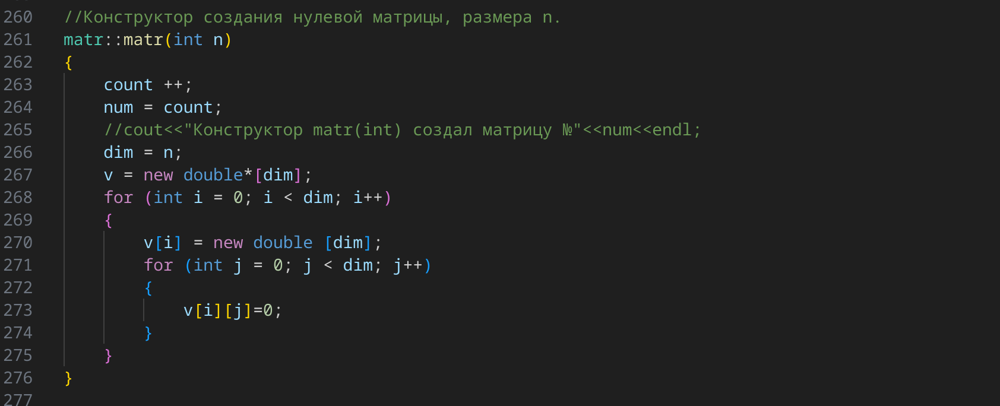 260 //Конструктор создания нулевой матрицы, размера n.
261 matr::matr(int n)
262 {
263 count ++;
264 num = count;
265 //cout<<"Конструктор matr(int) создал матрицу №"<<num<<endl;
266 dim = n;
267 v = new double*[dim];
268 for (int i = 0; i < dim; i++)
269 {
270 v[i] = new double [dim];
271 for (int j = 0; j < dim; j++)
272 {
273 v[i][j]=0;
274 }
275 }
276 }
277